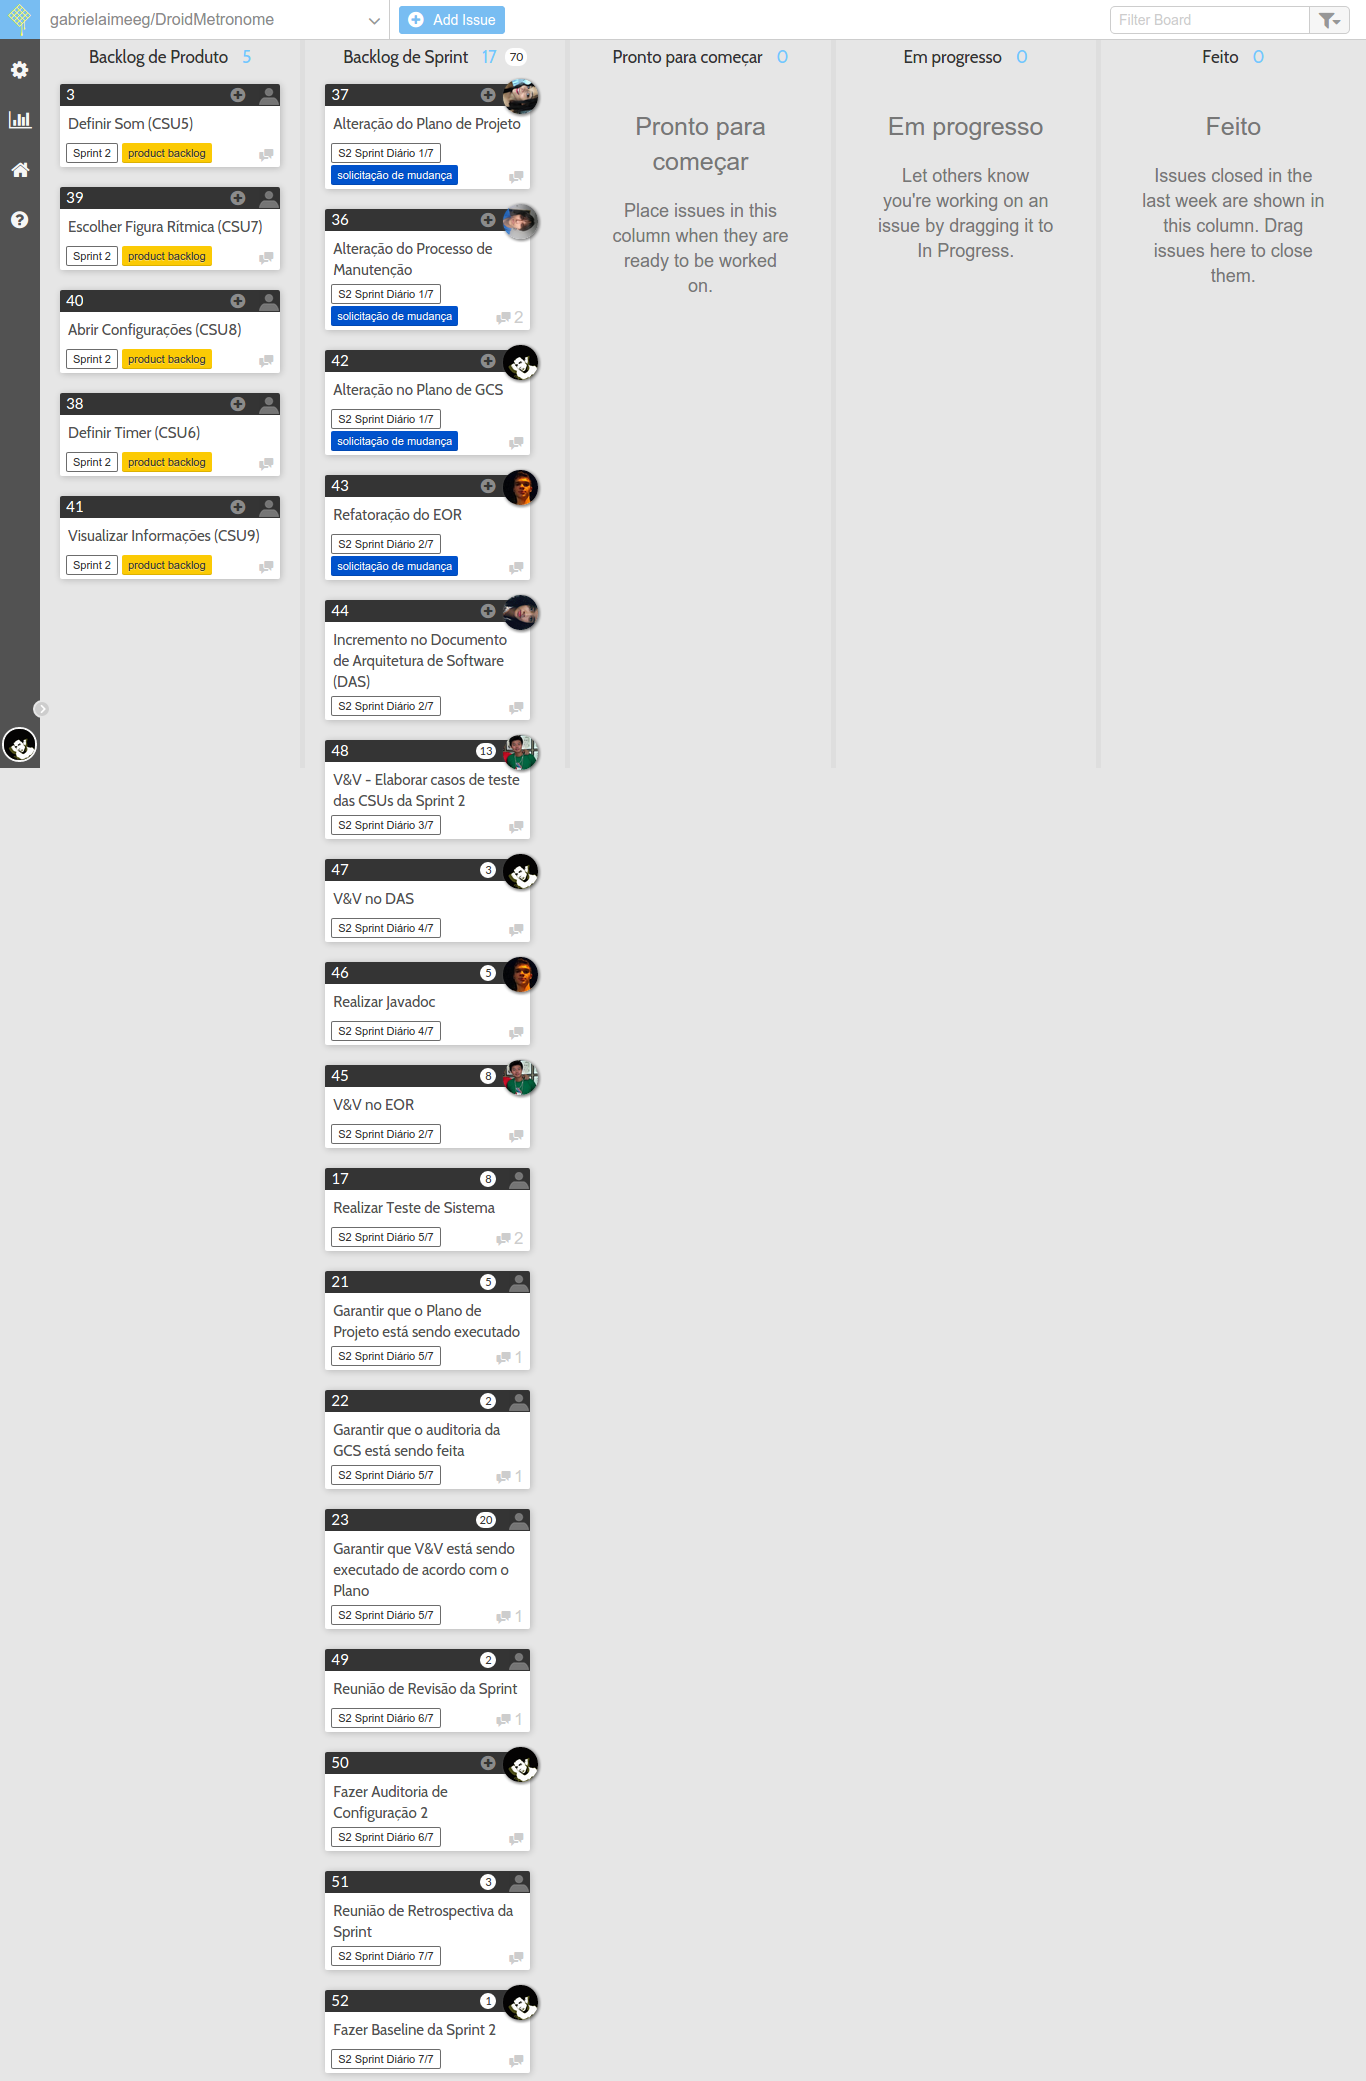 gabrielaimeeg/DroidMetronome
Add Issue
Filter Board
Backlog de Produto 5
3
Definir Som (CSU5)
Sprint 2 product backlog
39
Escolher Figura Rítmica (CSU7)
Sprint 2 product backlog
40
Abrir Configurações (CSU8)
Sprint 2 product backlog
38
Definir Timer (CSU6)
Sprint 2 product backlog
41
Visualizar Informações (CSU9)
Sprint 2 product backlog
Backlog de Sprint 17 70
37
Alteração do Plano de Projeto
S2 Sprint Diário 1/7
solicitação de mudança
36
Alteração do Processo de
Manutenção
S2 Sprint Diário 1/7
solicitação de mudança 2
42
Alteração no Plano de GCS
S2 Sprint Diário 1/7
solicitação de mudança
43
Refatoração do EOR
S2 Sprint Diário 2/7
solicitação de mudança
44
Incremento no Documento
de Arquitetura de Software
(DAS)
S2 Sprint Diário 2/7
48 13
V&V - Elaborar casos de teste
das CSUs da Sprint 2
S2 Sprint Diário 3/7
47 3
V&V no DAS
S2 Sprint Diário 4/7
46 5
Realizar Javadoc
S2 Sprint Diário 4/7
45 8
V&V no EOR
S2 Sprint Diário 2/7
17 8
Realizar Teste de Sistema
S2 Sprint Diário 5/7 2
21 5
Garantir que o Plano de
Projeto está sendo executado
S2 Sprint Diário 5/7 1
22 2
Garantir que o auditoria da
GCS está sendo feita
S2 Sprint Diário 5/7 1
23 20
Garantir que V&V está sendo
executado de acordo com o
Plano
S2 Sprint Diário 5/7 1
49 2
Reunião de Revisão da Sprint
S2 Sprint Diário 6/7 1
50
Fazer Auditoria de
Configuração 2
S2 Sprint Diário 6/7
51 3
Reunião de Retrospectiva da
Sprint
S2 Sprint Diário 7/7
52 1
Fazer Baseline da Sprint 2
S2 Sprint Diário 7/7
Pronto para começar 0
Pronto para
começar
Place issues in this
column when they are
ready to be worked
on.
Em progresso 0
Em progresso
Let others know
you're working on an
issue by dragging it to
In Progress.
Feito 0
Feito
Issues closed in the
last week are shown in
this column. Drag
issues here to close
them.